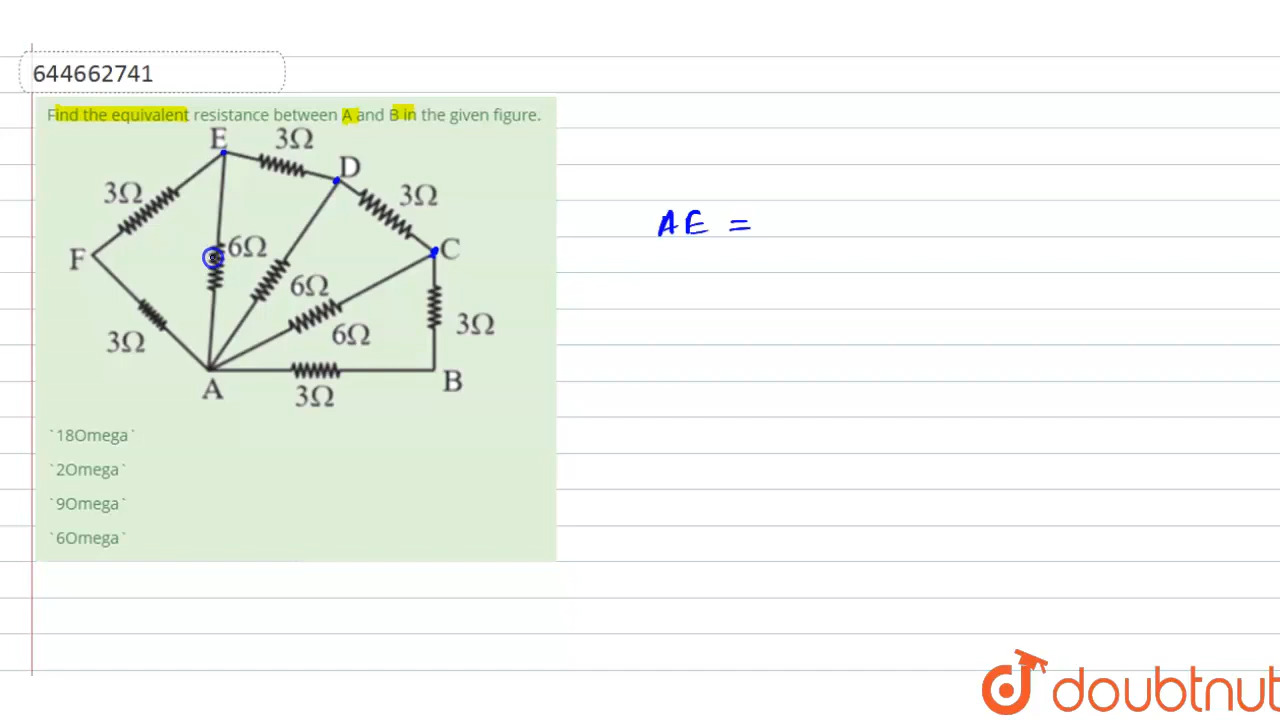 644662741
Find the equivalent resistance between A and B in the given figure.
E
3Ω
D
3Ω
3Ω
C
F
6Ω
6Ω
3Ω
6Ω
3Ω
A
3Ω
B
AE =
`18Omega`
`2Omega`
`9Omega`
`6Omega`
doubtnut